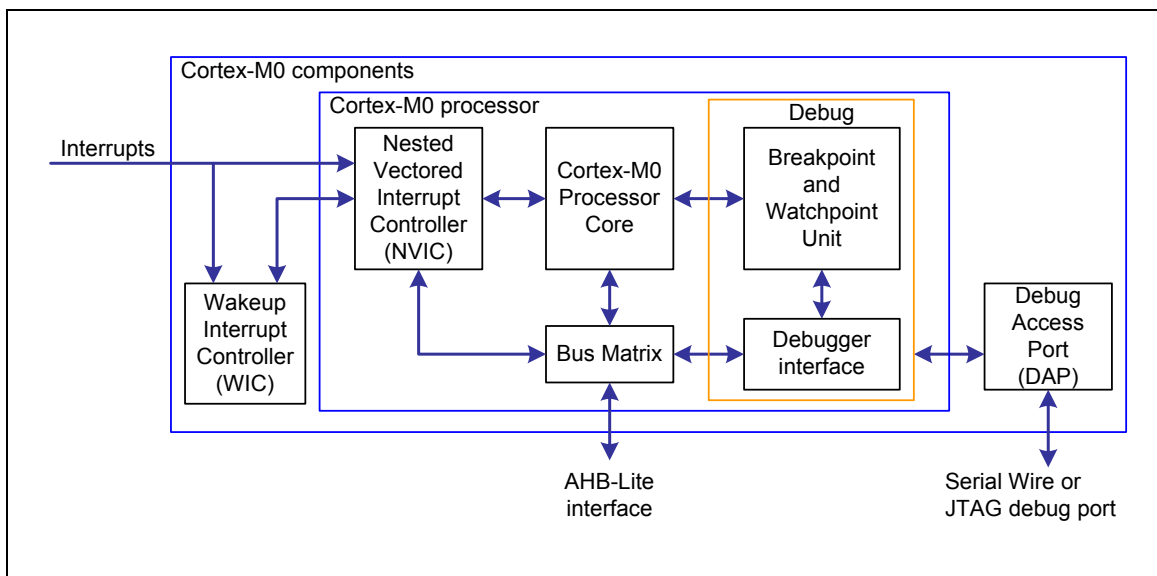 Cortex-M0 components
Cortex-M0 processor
Debug
Interrupts
Nested
Vectored
Interrupt
Controller
(NVIC)
Cortex-M0
Processor
Core
Breakpoint
and
Watchpoint
Unit
Wakeup
Interrupt
Controller
(WIC)
Bus Matrix
Debugger
interface
Debug
Access
Port
(DAP)
AHB-Lite
interface
Serial Wire or
JTAG debug port